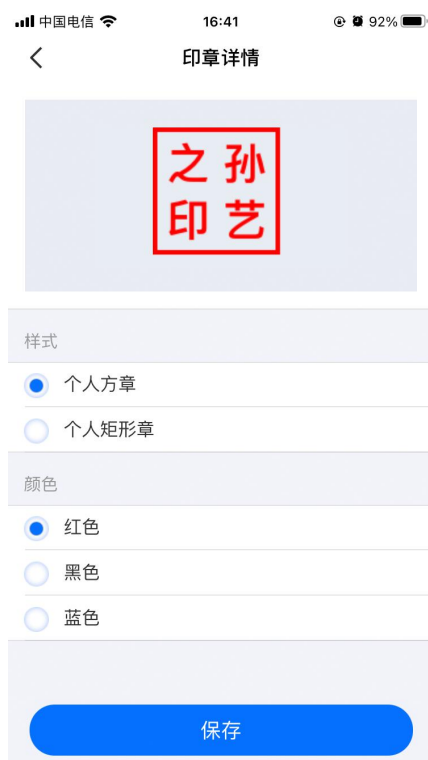 中国电信 16:41 92%
印章详情
之孙
印艺
样式
个人方章
个人矩形章
颜色
红色
黑色
蓝色
保存